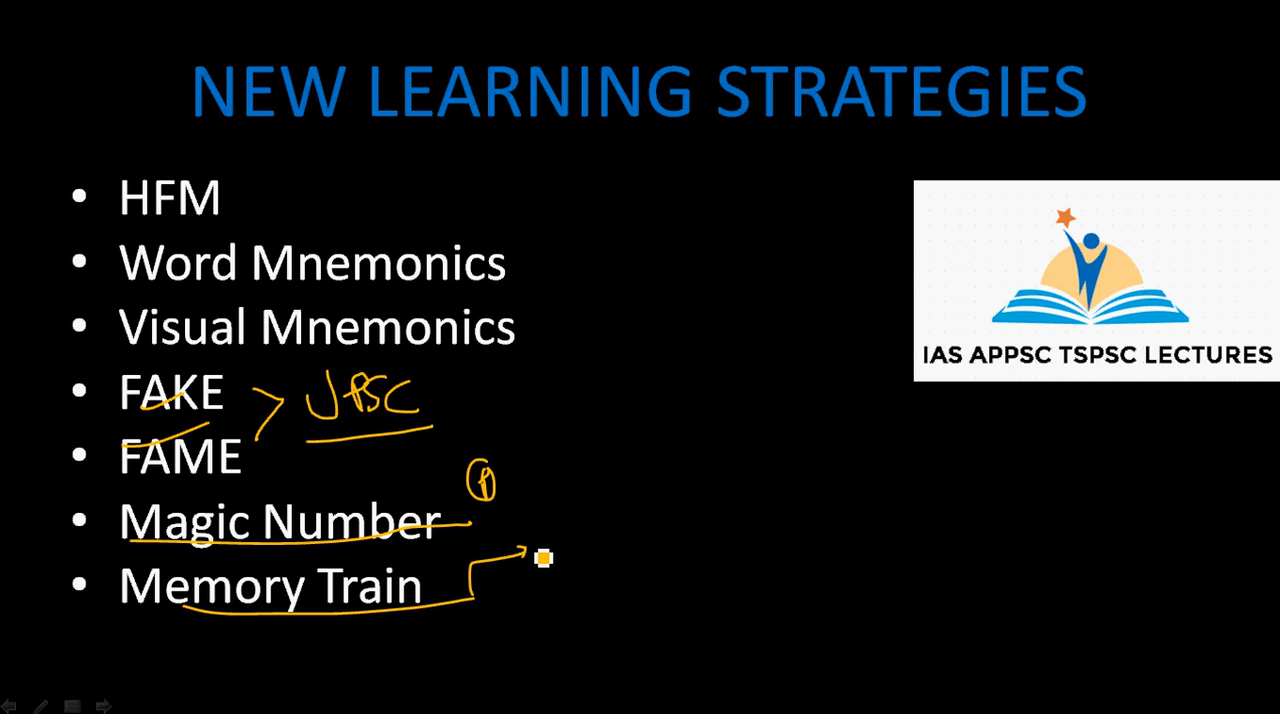 NEW LEARNING STRATEGIES
• HFM
• Word Mnemonics
• Visual Mnemonics
• FAKE > UPSC
• FAME
• Magic Number
• Memory Train
IAS APPSC TSPSC LECTURES